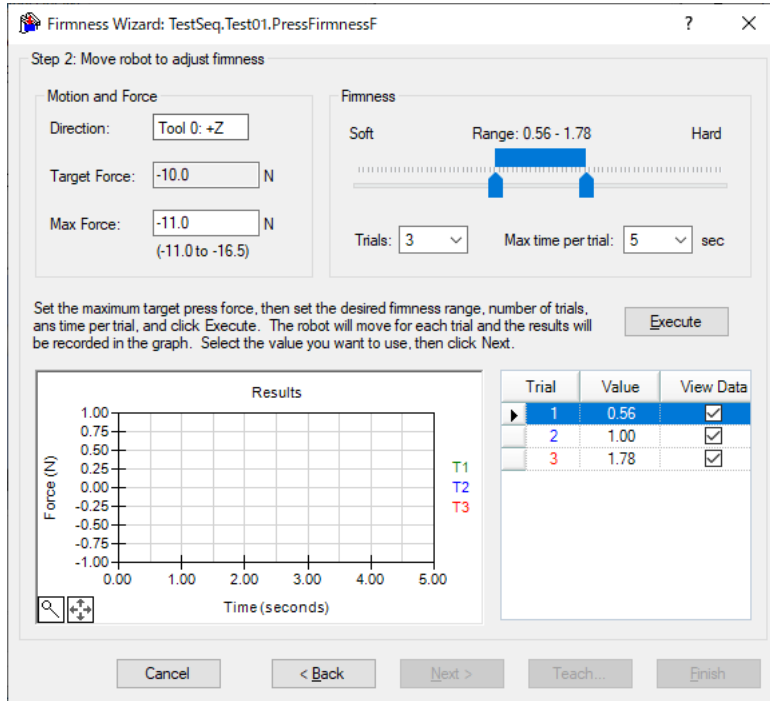 Firmness Wizard: TestSeq.Test01.PressFirmnessF
?
Step 2: Move robot to adjust firmness
Motion and Force
Direction: Tool 0: +Z
Target Force: -10.0 N
Max Force: -11.0 N
(-11.0 to -16.5)
Firmness
Soft Range: 0.56 - 1.78 Hard
Trials: 3 Max time per trial: 5 sec
Set the maximum target press force, then set the desired firmness range, number of trials,
ans time per trial, and click Execute. The robot will move for each trial and the results will
be recorded in the graph. Select the value you want to use, then click Next.
Execute
Results
Force (N)
1.00
0.75
0.50
0.25
0.00
-0.25
-0.50
-0.75
-1.00
0.00 1.00 2.00 3.00 4.00 5.00
Time (seconds)
T1
T2
T3
Trial Value View Data
1 0.56
2 1.00
3 1.78
Cancel < Back Next > Teach... Finish